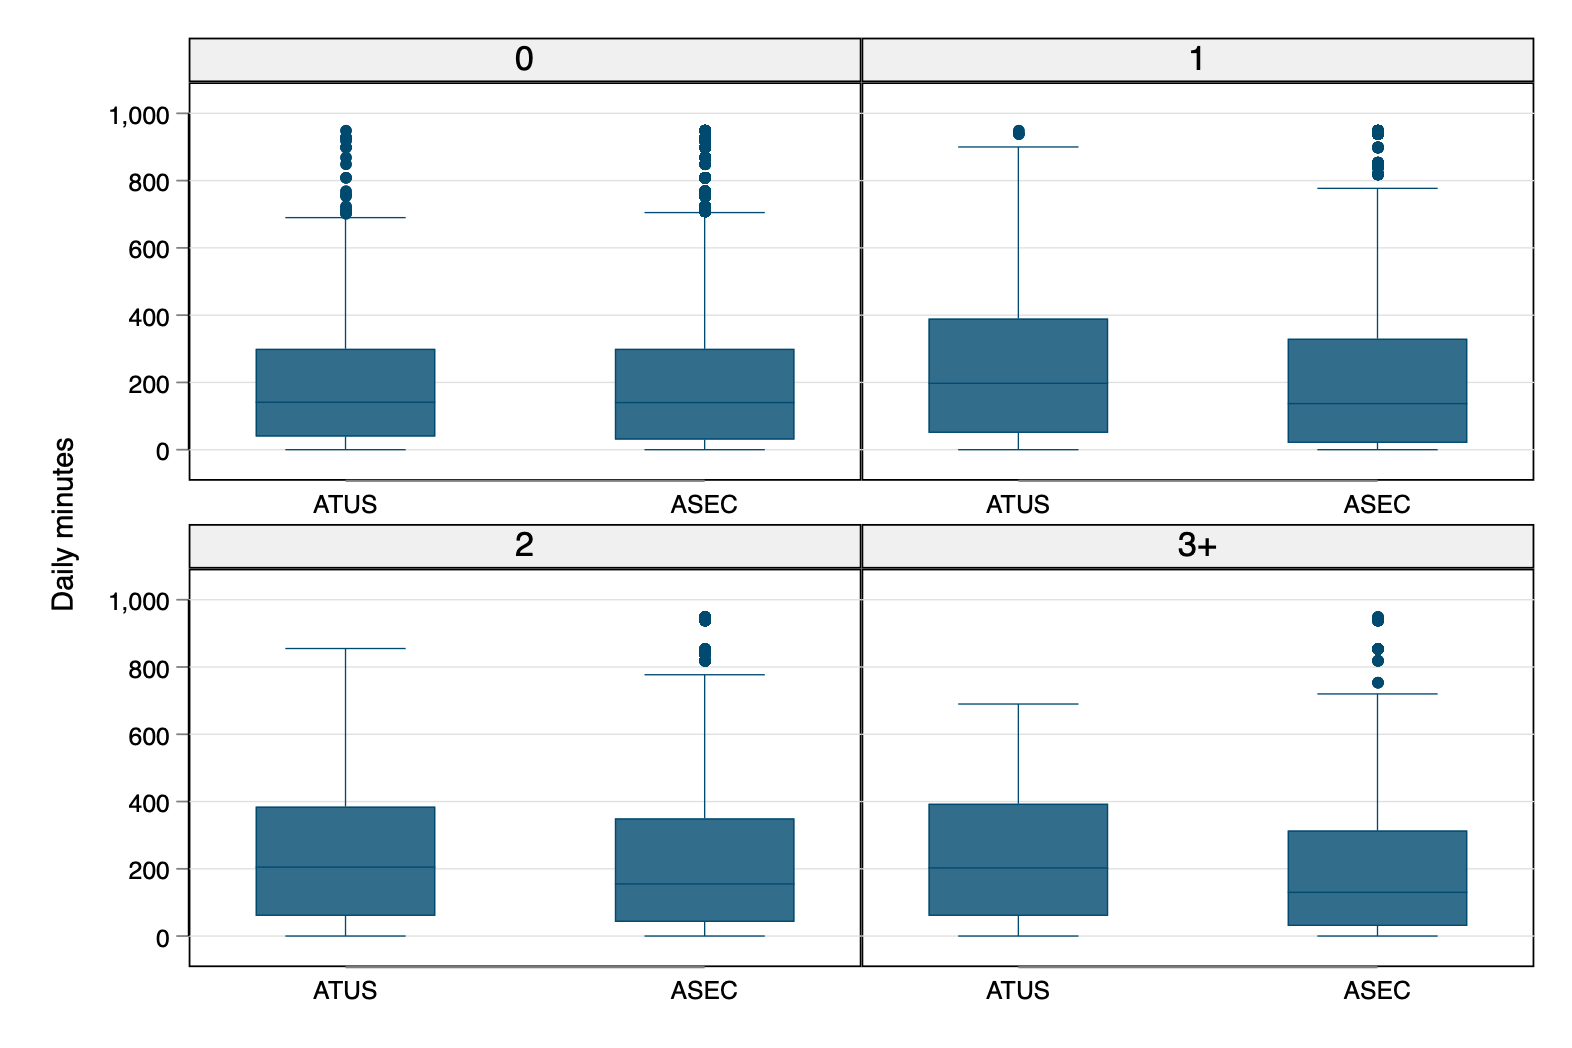 Daily minutes
0
1
1,000
800
600
400
200
0
ATUS
ASEC
ATUS
ASEC
2
3+
1,000
800
600
400
200
0
ATUS
ASEC
ATUS
ASEC